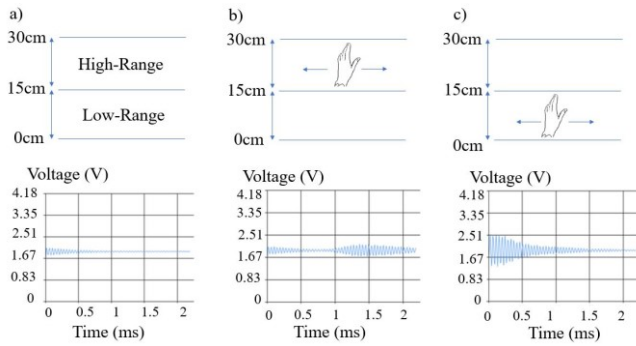 a)
30cm
High-Range
15cm
Low-Range
0cm
Voltage (V)
4.18
3.35
2.51
1.67
0.83
0
0 0.5 1 1.5 2
Time (ms)
b)
30cm
15cm
0cm
Voltage (V)
4.18
3.35
2.51
1.67
0.83
0
0 0.5 1 1.5 2
Time (ms)
c)
30cm
15cm
0cm
Voltage (V)
4.18
3.35
2.51
1.67
0.83
0
0 0.5 1 1.5 2
Time (ms)